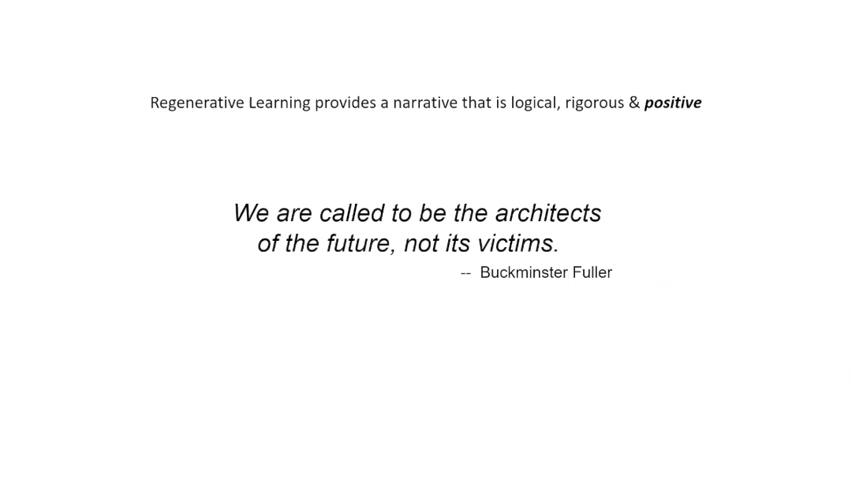 Regenerative Learning provides a narrative that is logical, rigorous & positive
We are called to be the architects
of the future, not its victims.
-- Buckminster Fuller